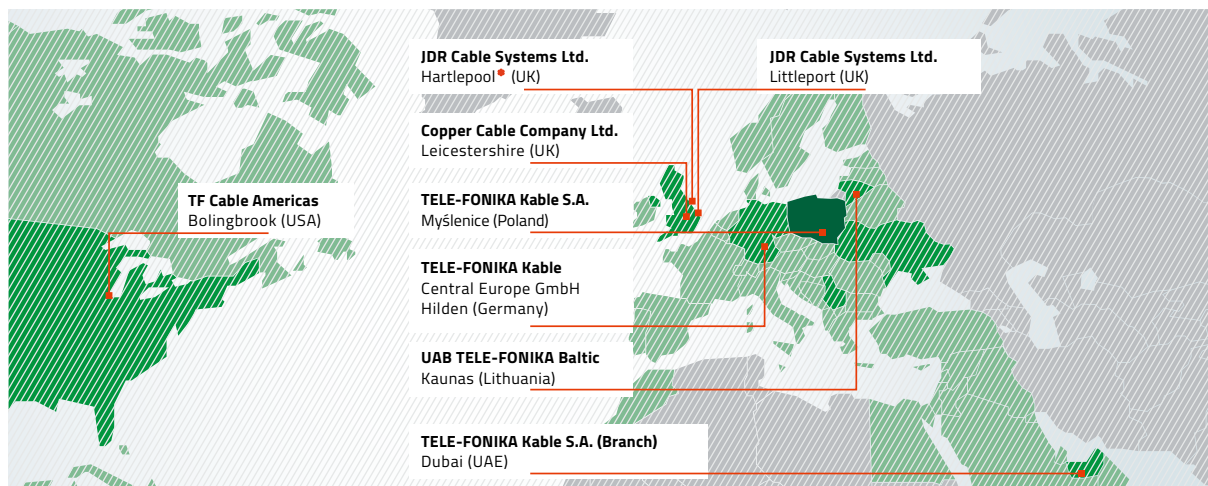 JDR Cable Systems Ltd.
Hartlepool* (UK)
JDR Cable Systems Ltd.
Littleport (UK)
Copper Cable Company Ltd.
Leicestershire (UK)
TF Cable Americas
Bolingbrook (USA)
TELE-FONIKA Kable S.A.
Myślenice (Poland)
TELE-FONIKA Kable
Central Europe GmbH
Hilden (Germany)
UAB TELE-FONIKA Baltic
Kaunas (Lithuania)
TELE-FONIKA Kable S.A. (Branch)
Dubai (UAE)